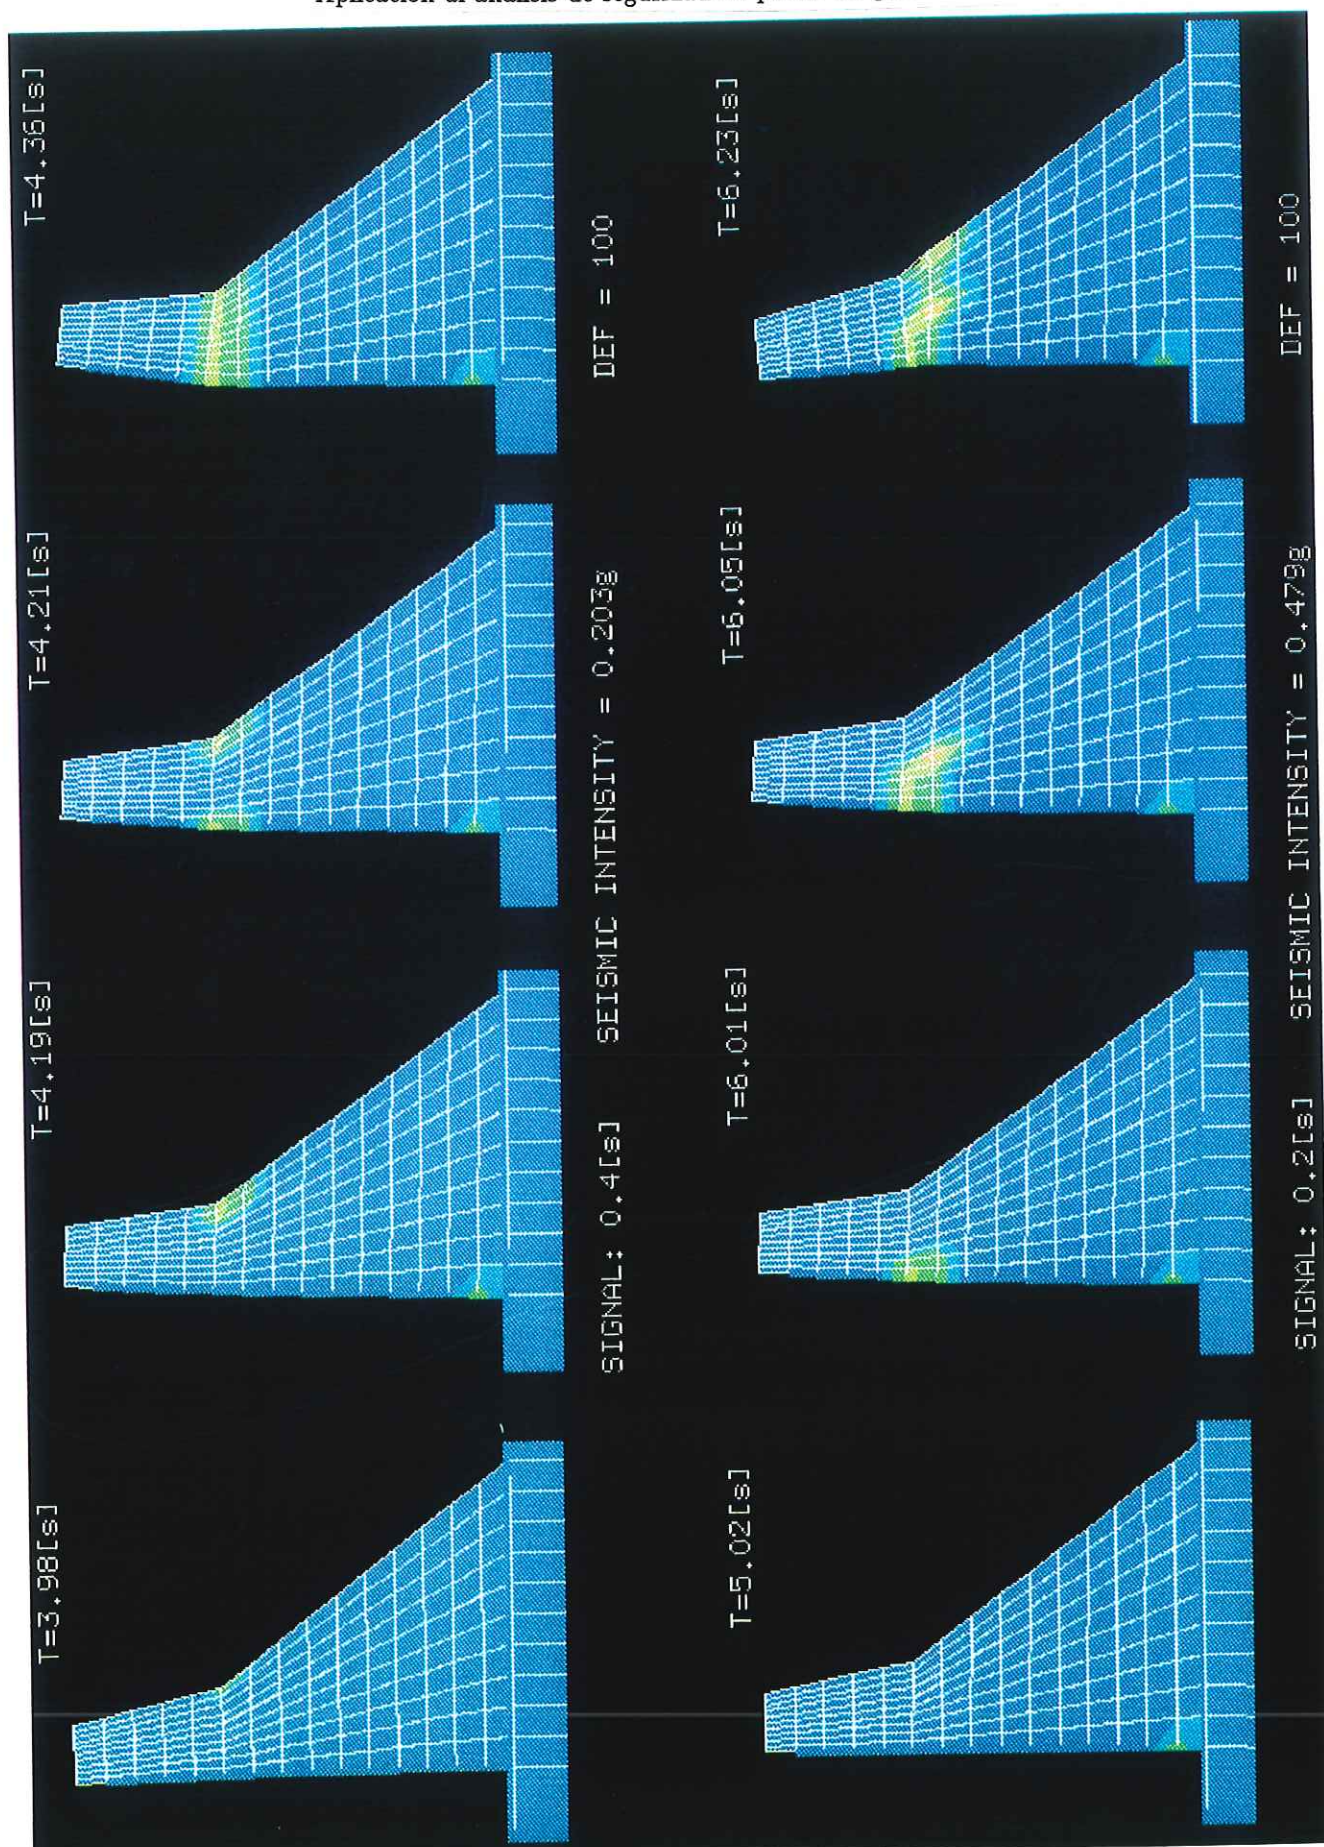 T=3.98[s]
T=4.19[s]
T=4.21[s]
T=4.36[s]
SIGNAL: 0.4[s] SEISMIC INTENSITY = 0.203g DEF = 100
T=5.02[s]
T=6.01[s]
T=6.05[s]
T=6.23[s]
SIGNAL: 0.2[s] SEISMIC INTENSITY = 0.479g DEF = 100